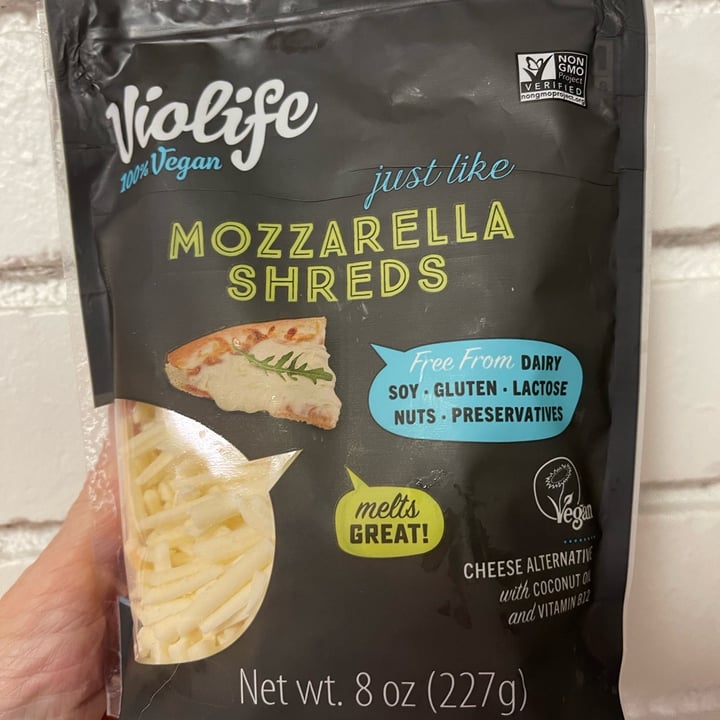 Violife
100% Vegan
NON
GMO
Project
VERIFIED
nongmoproject.org
just like
MOZZARELLA
SHREDS
Free From DAIRY
SOY · GLUTEN · LACTOSE
NUTS · PRESERVATIVES
melts
GREAT!
Vegan
CHEESE ALTERNATIVE
with COCONUT OIL
and VITAMIN B12
Net wt. 8 oz (227g)